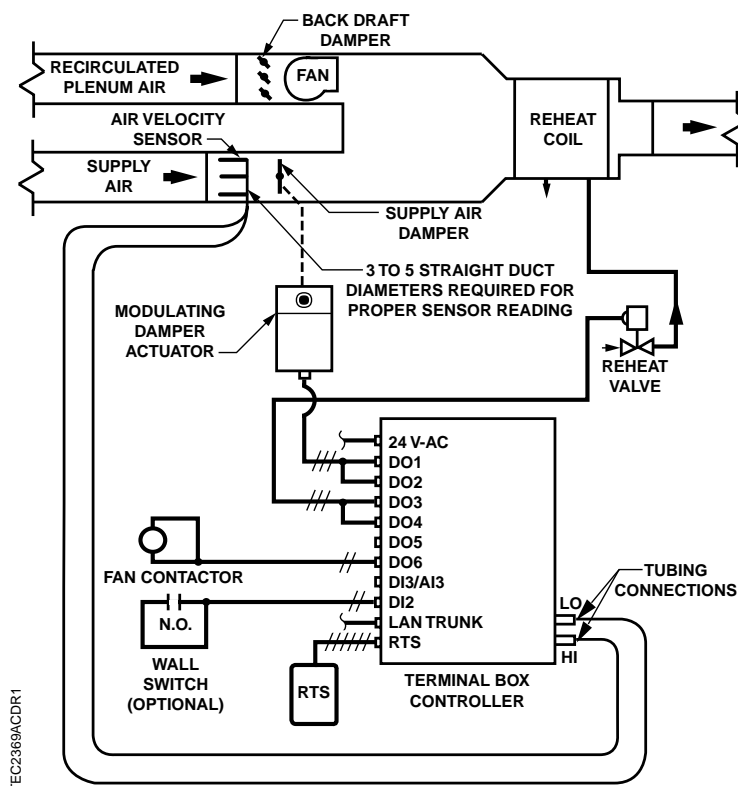 BACK DRAFT
DAMPER
RECIRCULATED
PLENUM AIR
FAN
AIR VELOCITY
SENSOR
REHEAT
COIL
SUPPLY
AIR
SUPPLY AIR
DAMPER
3 TO 5 STRAIGHT DUCT
DIAMETERS REQUIRED FOR
PROPER SENSOR READING
MODULATING
DAMPER
ACTUATOR
REHEAT
VALVE
24 V-AC
DO1
DO2
DO3
DO4
DO5
DO6
DI3/AI3
DI2
LAN TRUNK
RTS
FAN CONTACTOR
N.O.
WALL
SWITCH
(OPTIONAL)
RTS
TUBING
CONNECTIONS
LO
HI
TERMINAL BOX
CONTROLLER
TEC2369ACDR1